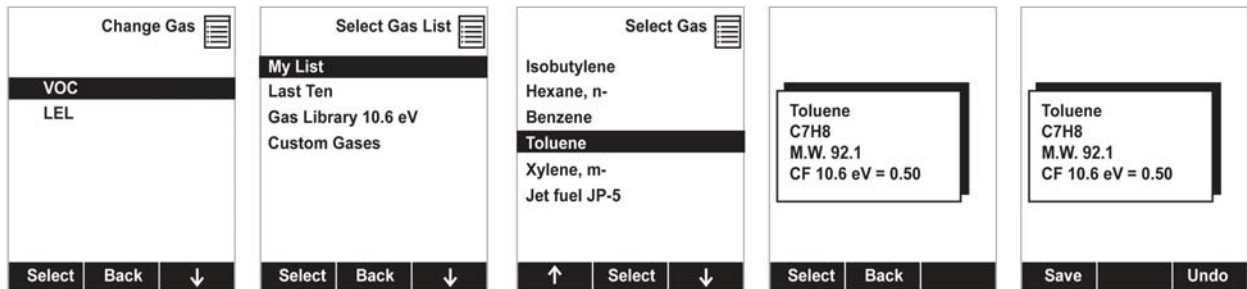 Change Gas
VOC
LEL
Select Back ↓
Select Gas List
My List
Last Ten
Gas Library 10.6 eV
Custom Gases
Select Back ↓
Select Gas
Isobutylene
Hexane, n-
Benzene
Toluene
Xylene, m-
Jet fuel JP-5
↑ Select ↓
Toluene
C7H8
M.W. 92.1
CF 10.6 eV = 0.50
Select Back
Toluene
C7H8
M.W. 92.1
CF 10.6 eV = 0.50
Save Undo